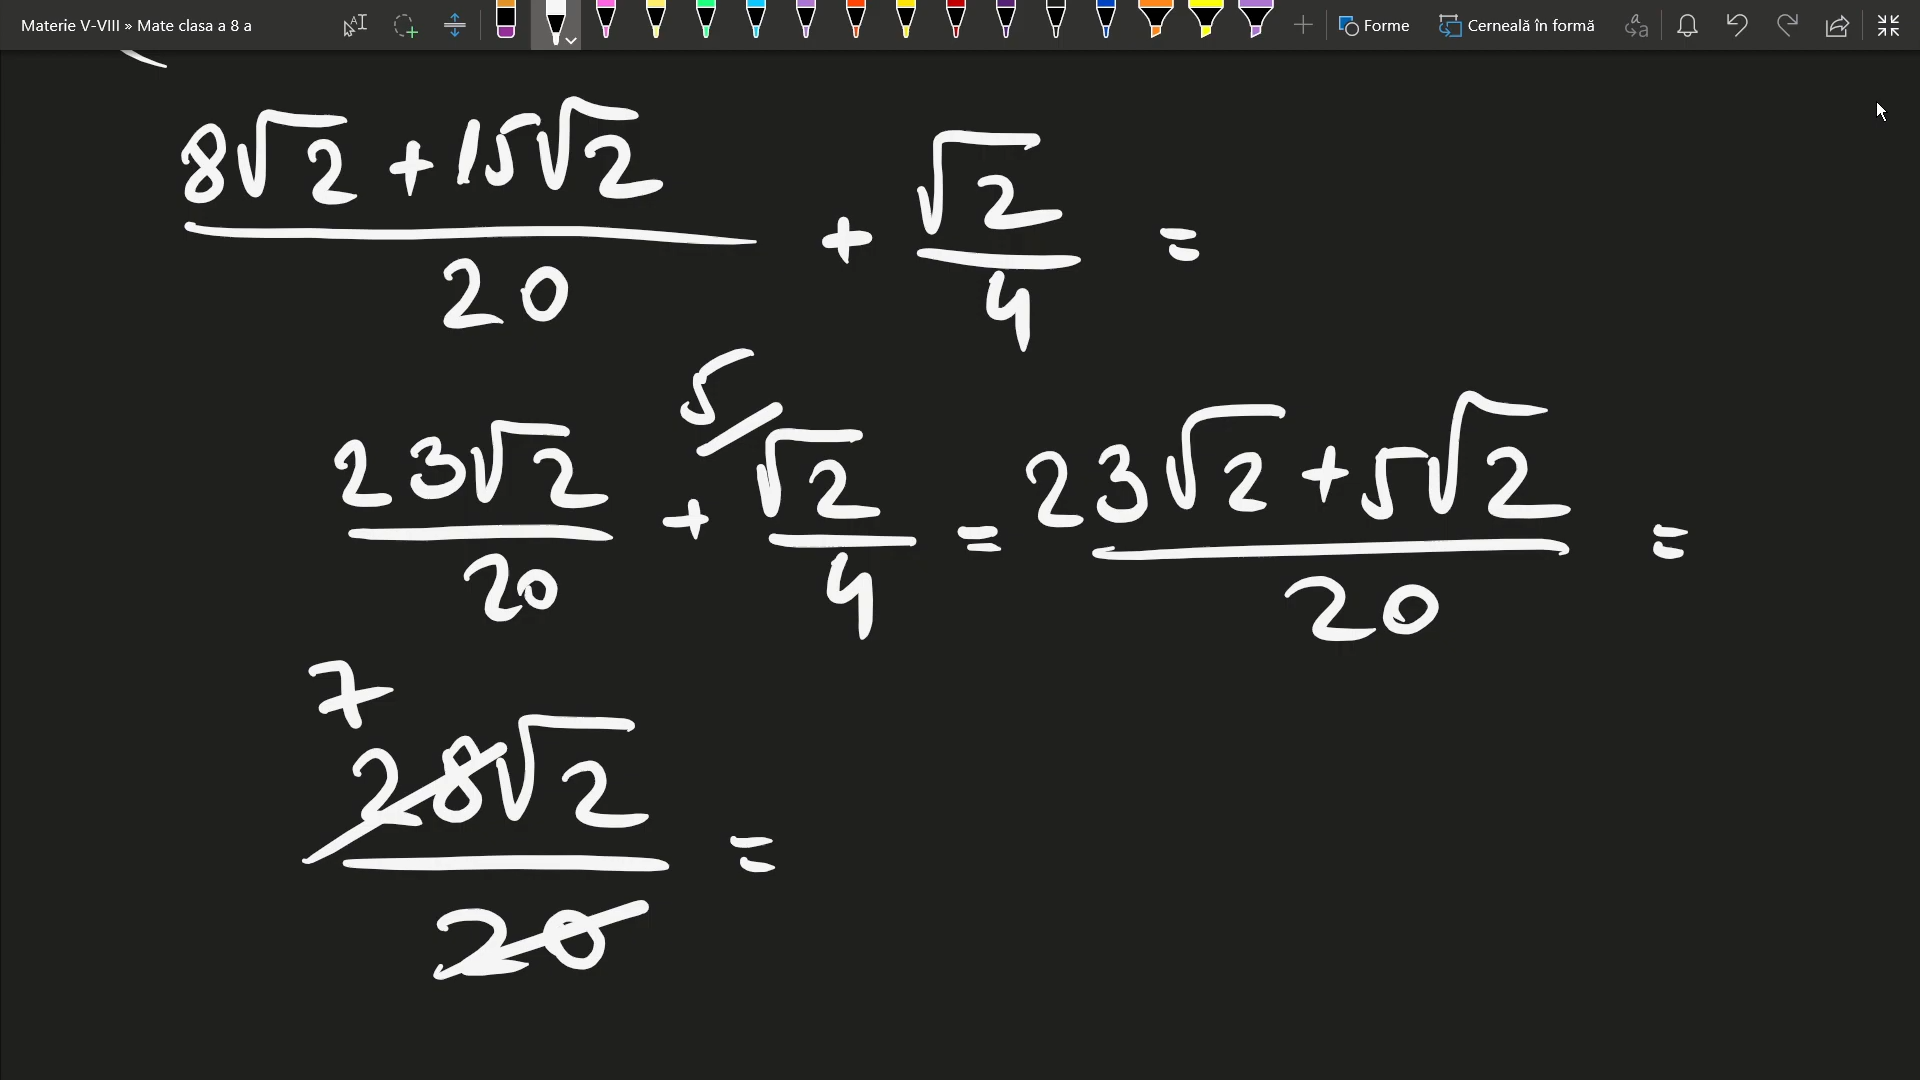 Materie V-VIII » Mate clasa a 8 a Forme Cerneală în formă
8√2 + 15√2 / 20 + √2 / 4 =
23√2 / 20 + 5/ √2 / 4 = 23√2 + 5√2 / 20 =
7
28√2 / 20 =